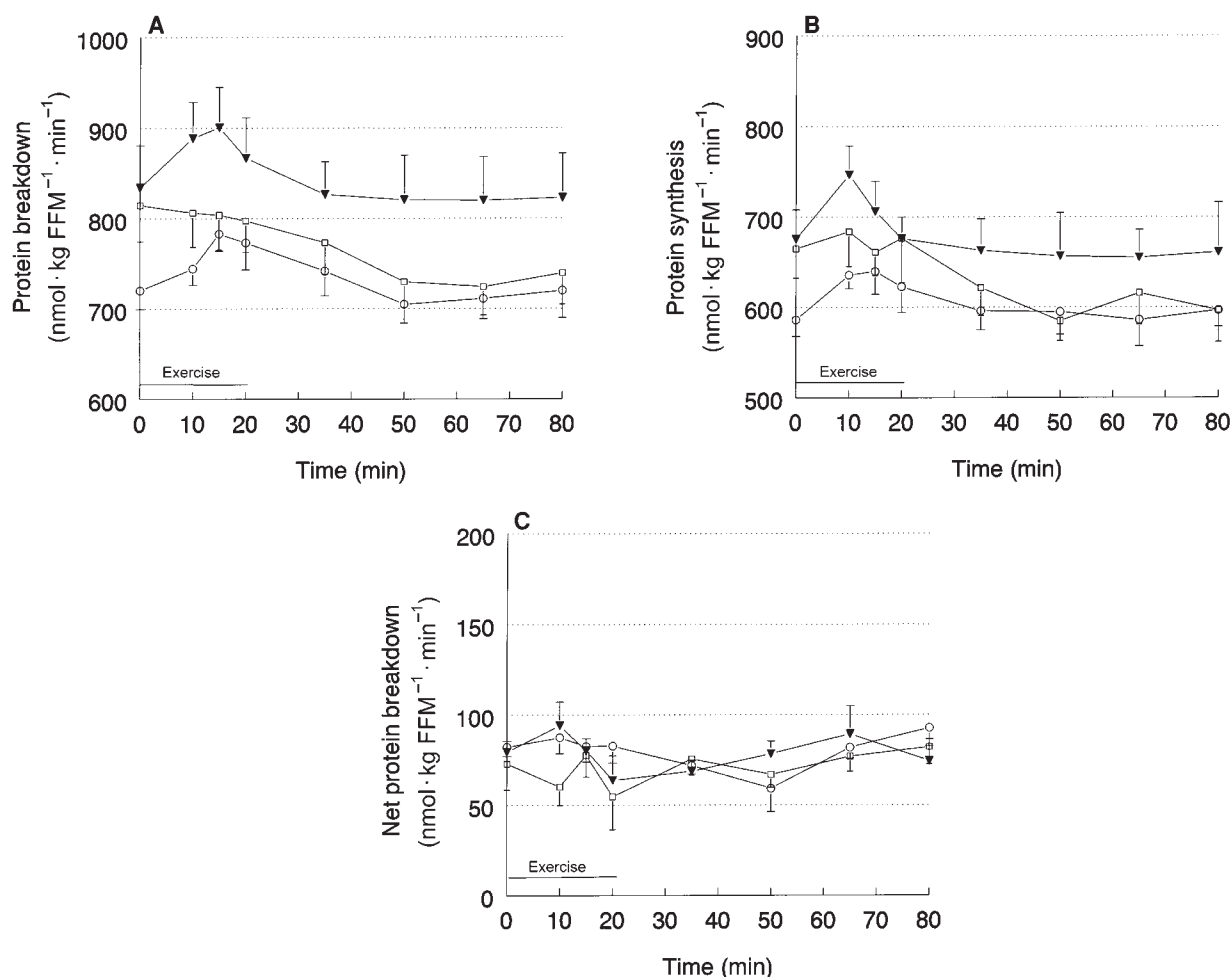 A
1000
900
800
700
600
Protein breakdown
(nmol·kg FFM⁻¹·min⁻¹)
Exercise
0 10 20 30 40 50 60 70 80
Time (min)
B
900
800
700
600
500
Protein synthesis
(nmol·kg FFM⁻¹·min⁻¹)
Exercise
0 10 20 30 40 50 60 70 80
Time (min)
C
200
150
100
50
0
Net protein breakdown
(nmol·kg FFM⁻¹·min⁻¹)
Exercise
0 10 20 30 40 50 60 70 80
Time (min)